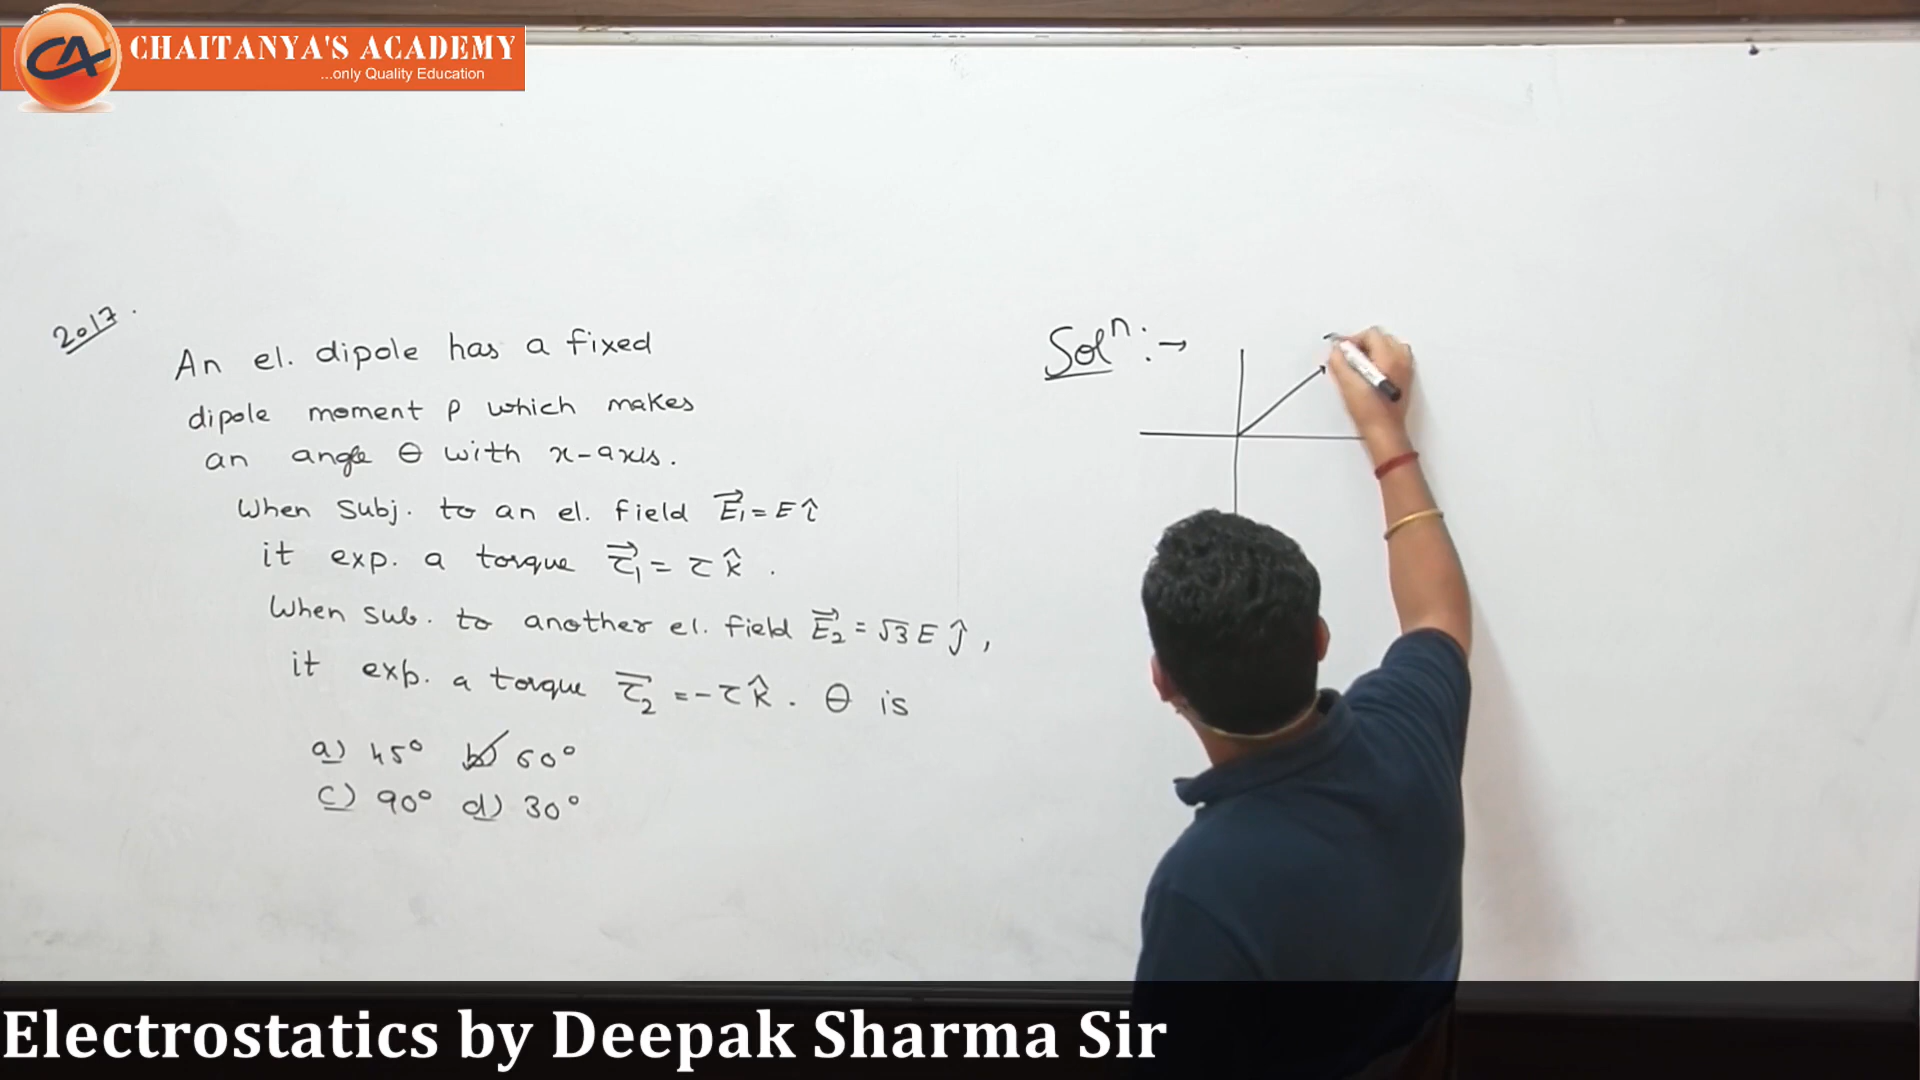 CHAITANYA'S ACADEMY
...only Quality Education
2017.
An el. dipole has a fixed
dipole moment p which makes
an angle θ with x-axis.
When subj. to an el. field E⃗₁ = E î
it exp. a torque τ⃗₁ = τ k̂ .
When sub. to another el. field E⃗₂ = √3 E ĵ ,
it exp. a torque τ⃗₂ = -τ k̂ . θ is
a) 45° b) 60°
c) 90° d) 30°
Solⁿ: →
Electrostatics by Deepak Sharma Sir